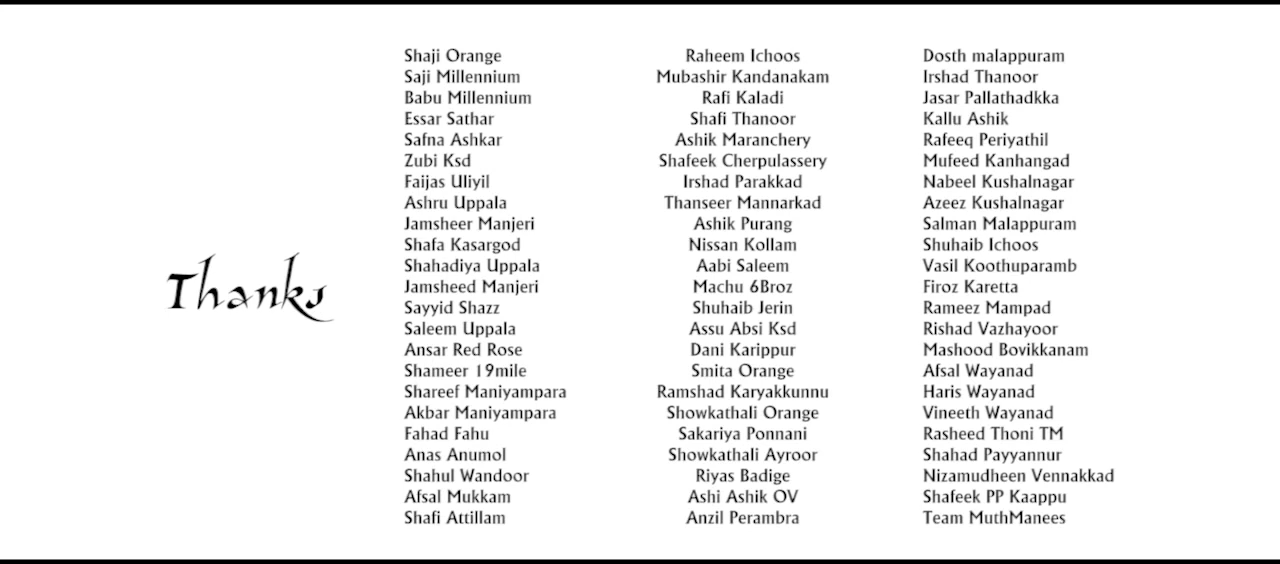 Thanks
Shaji Orange
Saji Millennium
Babu Millennium
Essar Sathar
Safna Ashkar
Zubi Ksd
Faijas Uliyil
Ashru Uppala
Jamsheer Manjeri
Shafa Kasargod
Shahadiya Uppala
Jamsheed Manjeri
Sayyid Shazz
Saleem Uppala
Ansar Red Rose
Shameer 19mile
Shareef Maniyampara
Akbar Maniyampara
Fahad Fahu
Anas Anumol
Shahul Wandoor
Afsal Mukkam
Shafi Attillam
Raheem Ichoos
Mubashir Kandanakam
Rafi Kaladi
Shafi Thanoor
Ashik Maranchery
Shafeek Cherpulassery
Irshad Parakkad
Thanseer Mannarkad
Ashik Purang
Nissan Kollam
Aabi Saleem
Machu 6Broz
Shuhaib Jerin
Assu Absi Ksd
Dani Karippur
Smita Orange
Ramshad Karyakkunnu
Showkathali Orange
Sakariya Ponnani
Showkathali Ayroor
Riyas Badige
Ashi Ashik OV
Anzil Perambra
Dosth malappuram
Irshad Thanoor
Jasar Pallathadkka
Kallu Ashik
Rafeeq Periyathil
Mufeed Kanhangad
Nabeel Kushalnagar
Azeez Kushalnagar
Salman Malappuram
Shuhaib Ichoos
Vasil Koothuparamb
Firoz Karetta
Rameez Mampad
Rishad Vazhayoor
Mashood Bovikkanam
Afsal Wayanad
Haris Wayanad
Vineeth Wayanad
Rasheed Thoni TM
Shahad Payyannur
Nizamudheen Vennakkad
Shafeek PP Kaappu
Team MuthManees